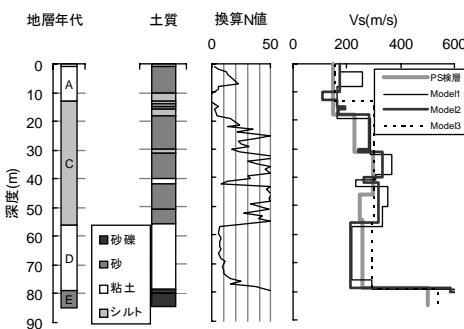 地層年代 土質 換算N値 Vs(m/s)
0 50 0 200 400 600
深度(m)
0
10
20
30
40
50
60
70
80
90
A
C
D
E
砂礫
砂
粘土
シルト
PS検層
Model1
Model2
Model3